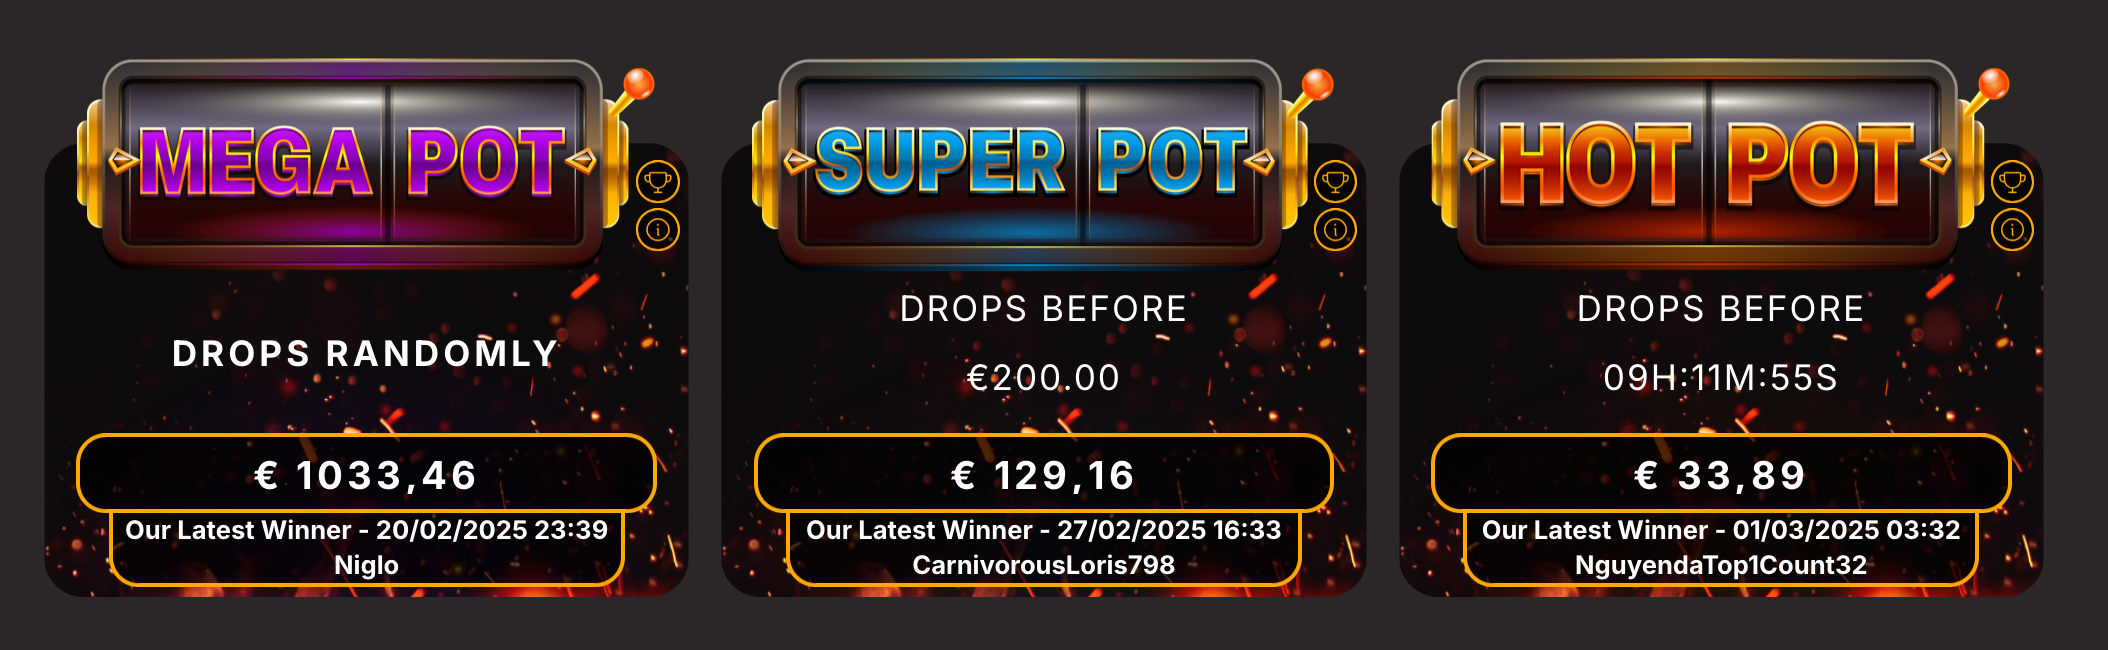 MEGA POT
DROPS RANDOMLY
€ 1033,46
Our Latest Winner - 20/02/2025 23:39
Niglo
SUPER POT
DROPS BEFORE
€200.00
€ 129,16
Our Latest Winner - 27/02/2025 16:33
CarnivorousLoris798
HOT POT
DROPS BEFORE
09H:11M:55S
€ 33,89
Our Latest Winner - 01/03/2025 03:32
NguyendaTop1Count32